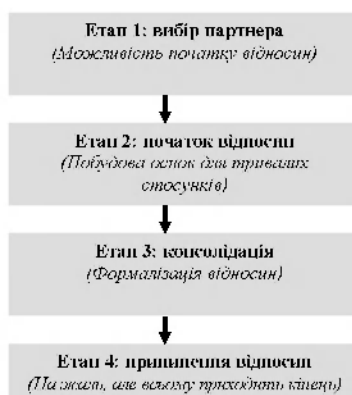 Етап 1: вибір партнера
(Можливість початку відносин)
Етап 2: початок відносин
(Побудова основ для тривалих
стосунків)
Етап 3: консолідація
(Формалізація відносин)
Етап 4: припинення відносин
(На жаль, але всьому приходить кінець)